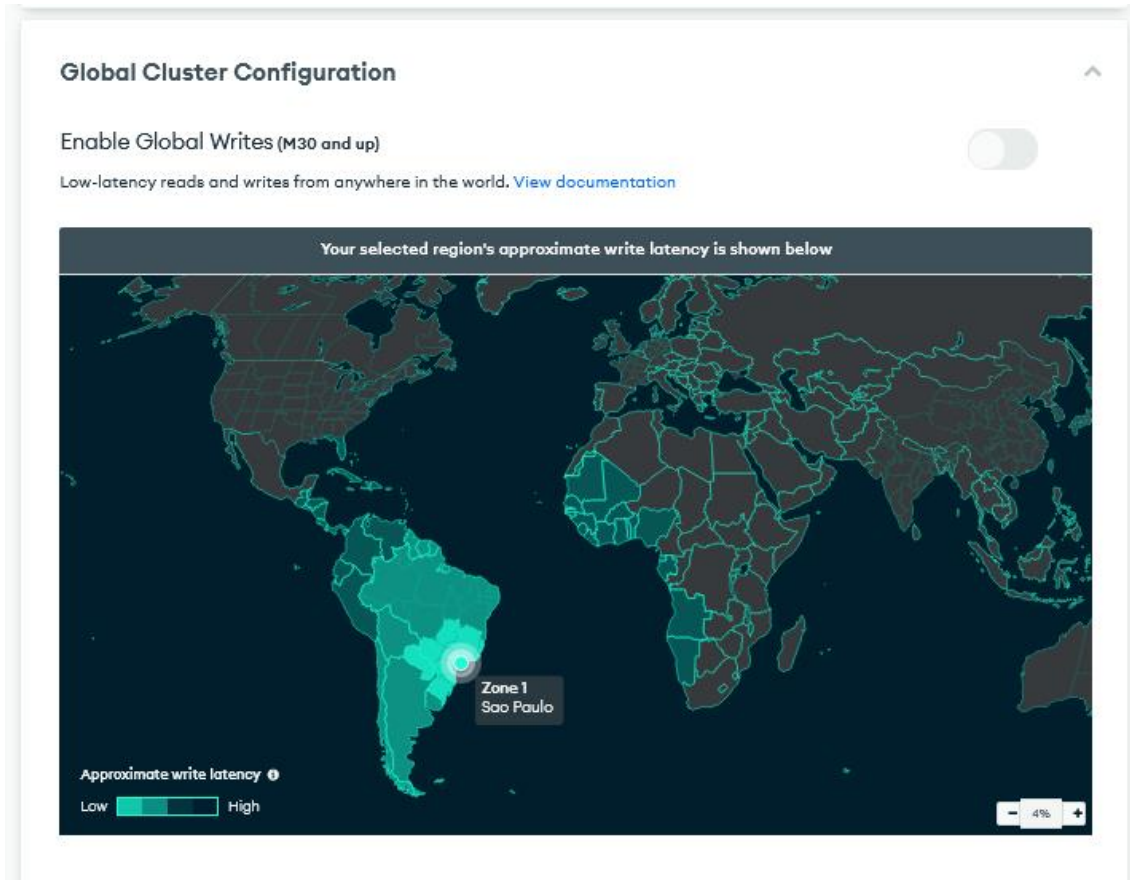 Global Cluster Configuration
Enable Global Writes (M30 and up)
Low-latency reads and writes from anywhere in the world. View documentation
Your selected region's approximate write latency is shown below
Zone 1
Sao Paulo
Approximate write latency
Low High
- 4% +